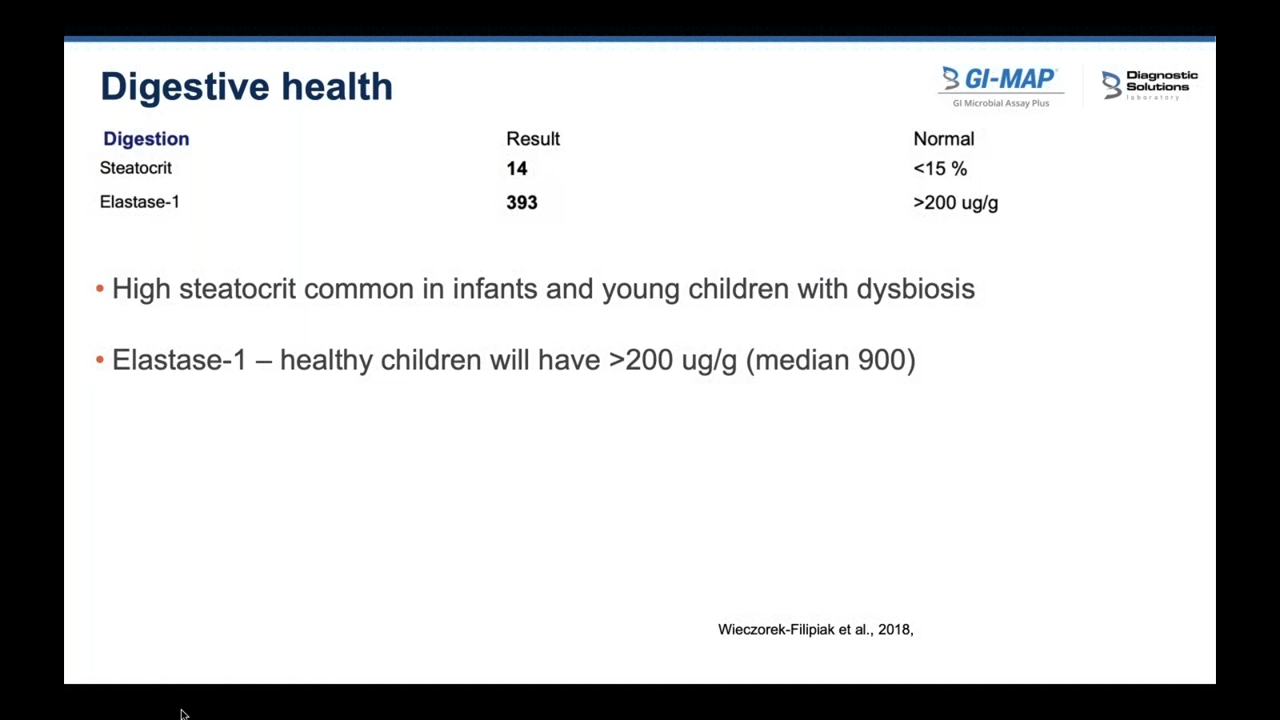 Digestive health
GI-MAP
GI Microbial Assay Plus
Diagnostic
Solutions
laboratory
Digestion Result Normal
Steatocrit 14 <15 %
Elastase-1 393 >200 ug/g
• High steatocrit common in infants and young children with dysbiosis
• Elastase-1 – healthy children will have >200 ug/g (median 900)
Wieczorek-Filipiak et al., 2018,